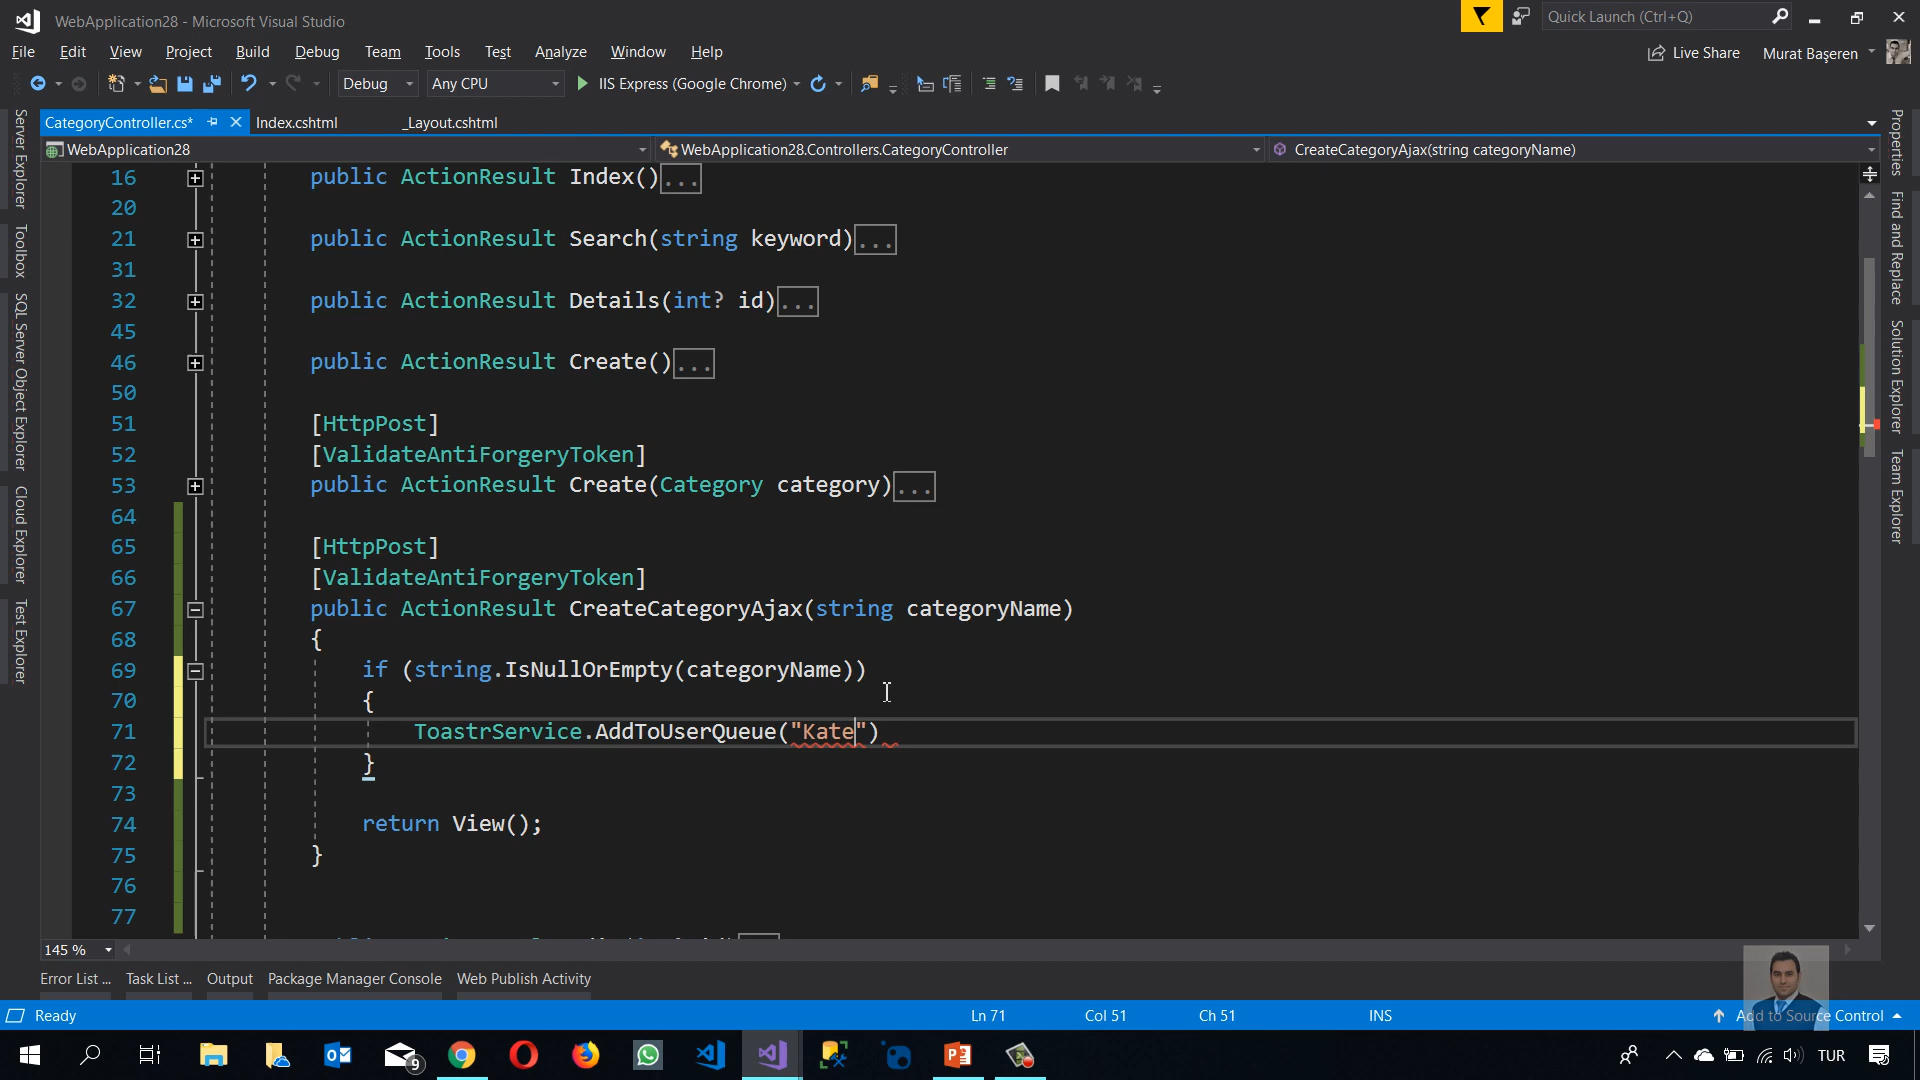 WebApplication28 - Microsoft Visual Studio
Quick Launch (Ctrl+Q)
File Edit View Project Build Debug Team Tools Test Analyze Window Help
Live Share Murat Başeren
Debug Any CPU IIS Express (Google Chrome)
CategoryController.cs* Index.cshtml _Layout.cshtml
WebApplication28 WebApplication28.Controllers.CategoryController CreateCategoryAjax(string categoryName)
Server Explorer
Toolbox
SQL Server Object Explorer
Cloud Explorer
Test Explorer
16 public ActionResult Index()...
20
21 public ActionResult Search(string keyword)...
31
32 public ActionResult Details(int? id)...
45
46 public ActionResult Create()...
50
51 [HttpPost]
52 [ValidateAntiForgeryToken]
53 public ActionResult Create(Category category)...
64
65 [HttpPost]
66 [ValidateAntiForgeryToken]
67 public ActionResult CreateCategoryAjax(string categoryName)
68 {
69 if (string.IsNullOrEmpty(categoryName))
70 {
71 ToastrService.AddToUserQueue("Kate")
72 }
73
74 return View();
75 }
76
77
Properties
Find and Replace
Solution Explorer
Team Explorer
145 %
Error List ... Task List ... Output Package Manager Console Web Publish Activity
Ready Ln 71 Col 51 Ch 51 INS Add to Source Control
9 TUR